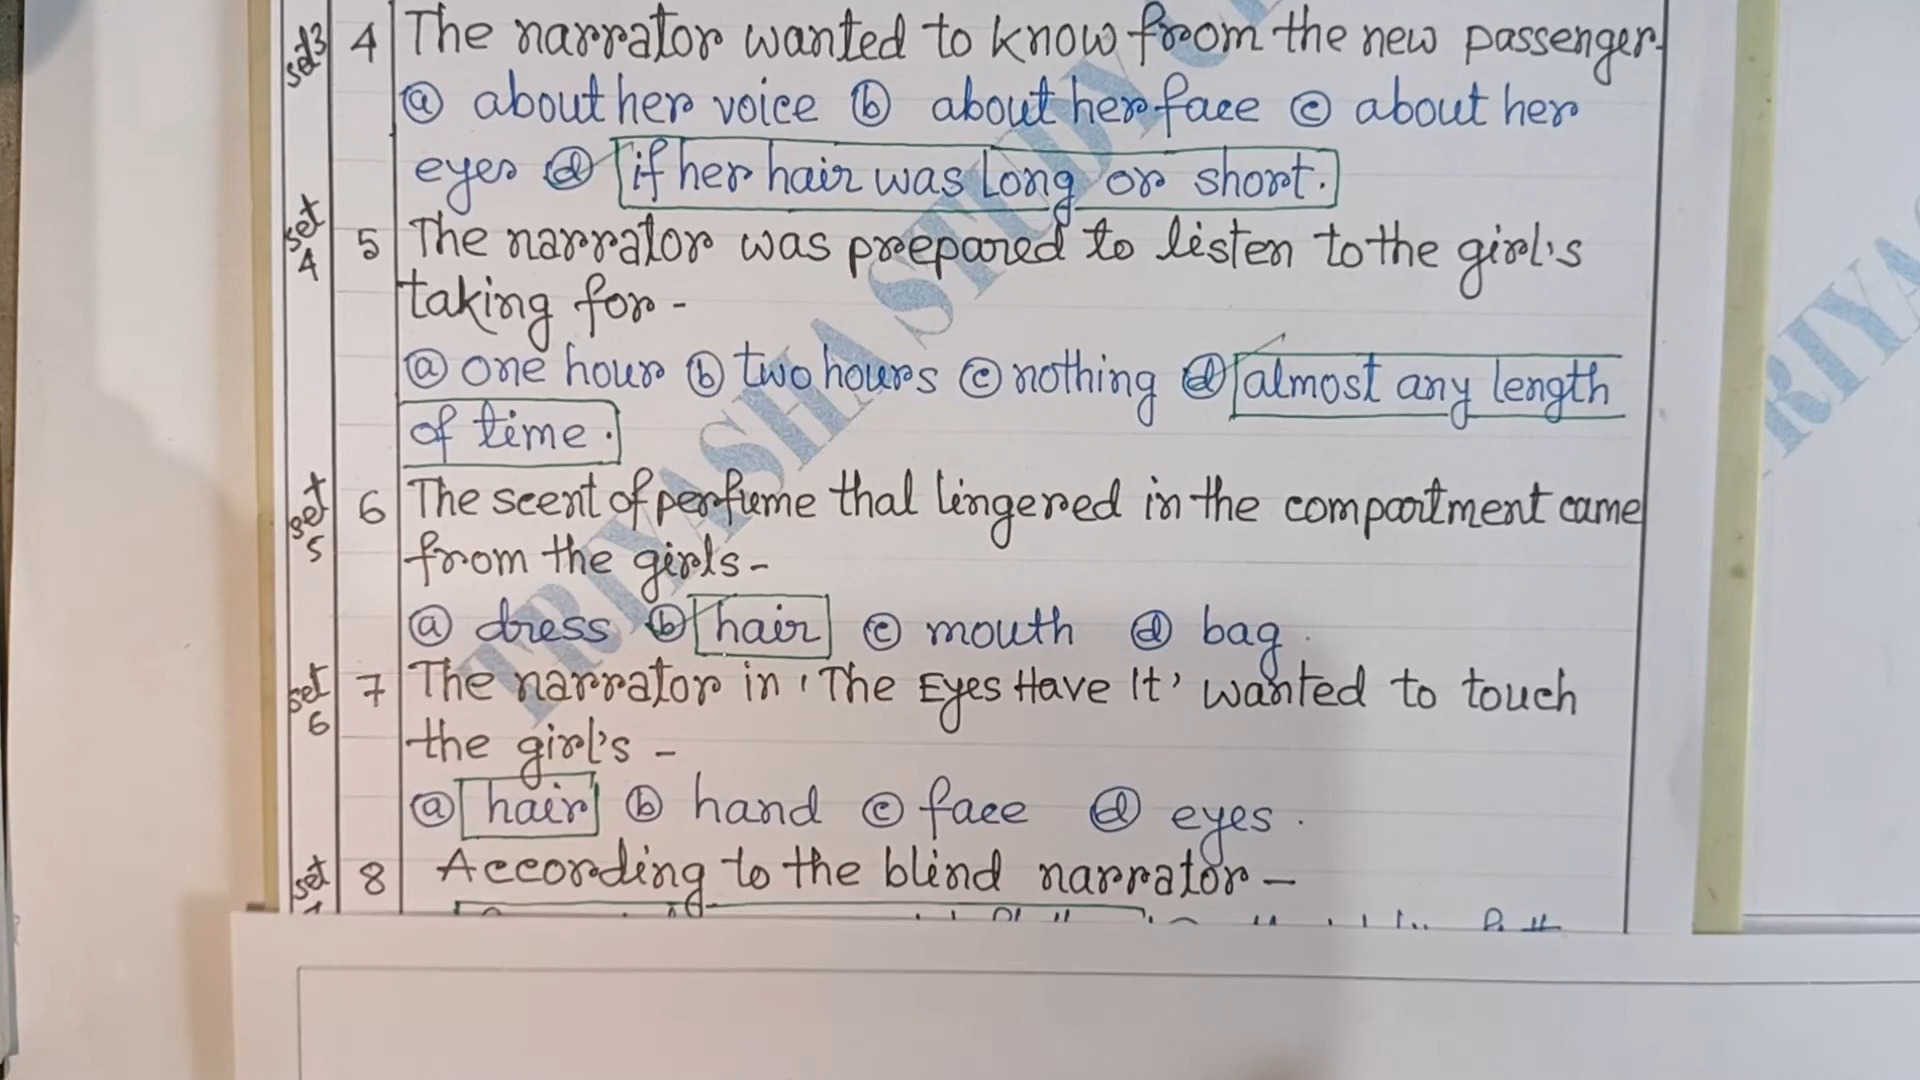 set3 4 The narrator wanted to know from the new passenger-
ⓐ about her voice ⓑ about her face ⓒ about her
eyes ⓓ if her hair was long or short.
set 4 5 The narrator was prepared to listen to the girl's
taking for -
ⓐ one hour ⓑ two hours ⓒ nothing ⓓ almost any length
of time.
set 5 6 The scent of perfume that lingered in the compartment came
from the girls-
ⓐ dress ⓑ hair ⓒ mouth ⓓ bag.
set 6 7 The narrator in 'The Eyes Have It' wanted to touch
the girl's -
ⓐ hair ⓑ hand ⓒ face ⓓ eyes.
set 8 According to the blind narrator -
TRIYASHA STUDY
RIYA